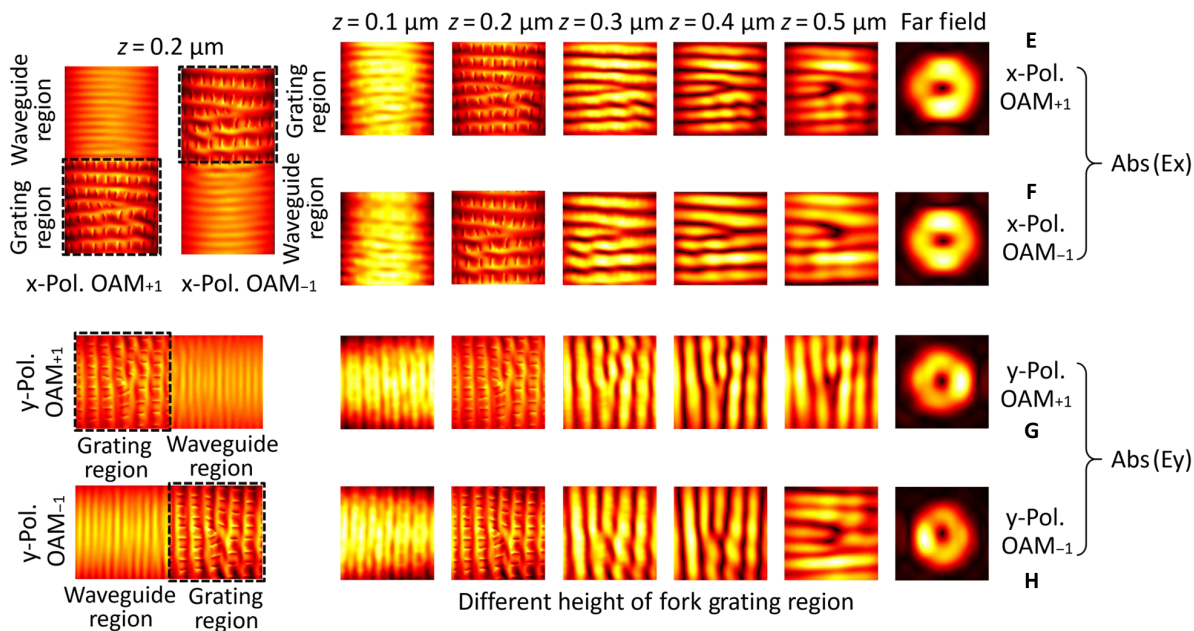 z = 0.2 μm
Waveguide
region
Grating
region
Grating
region
Waveguide
region
x-Pol. OAM+1
x-Pol. OAM−1
y-Pol.
OAM+1
Grating
region
Waveguide
region
y-Pol.
OAM−1
Waveguide
region
Grating
region
z = 0.1 μm
z = 0.2 μm
z = 0.3 μm
z = 0.4 μm
z = 0.5 μm
Far field
E
x-Pol.
OAM+1
F
x-Pol.
OAM−1
Abs (Ex)
y-Pol.
OAM+1
G
y-Pol.
OAM−1
H
Abs (Ey)
Different height of fork grating region